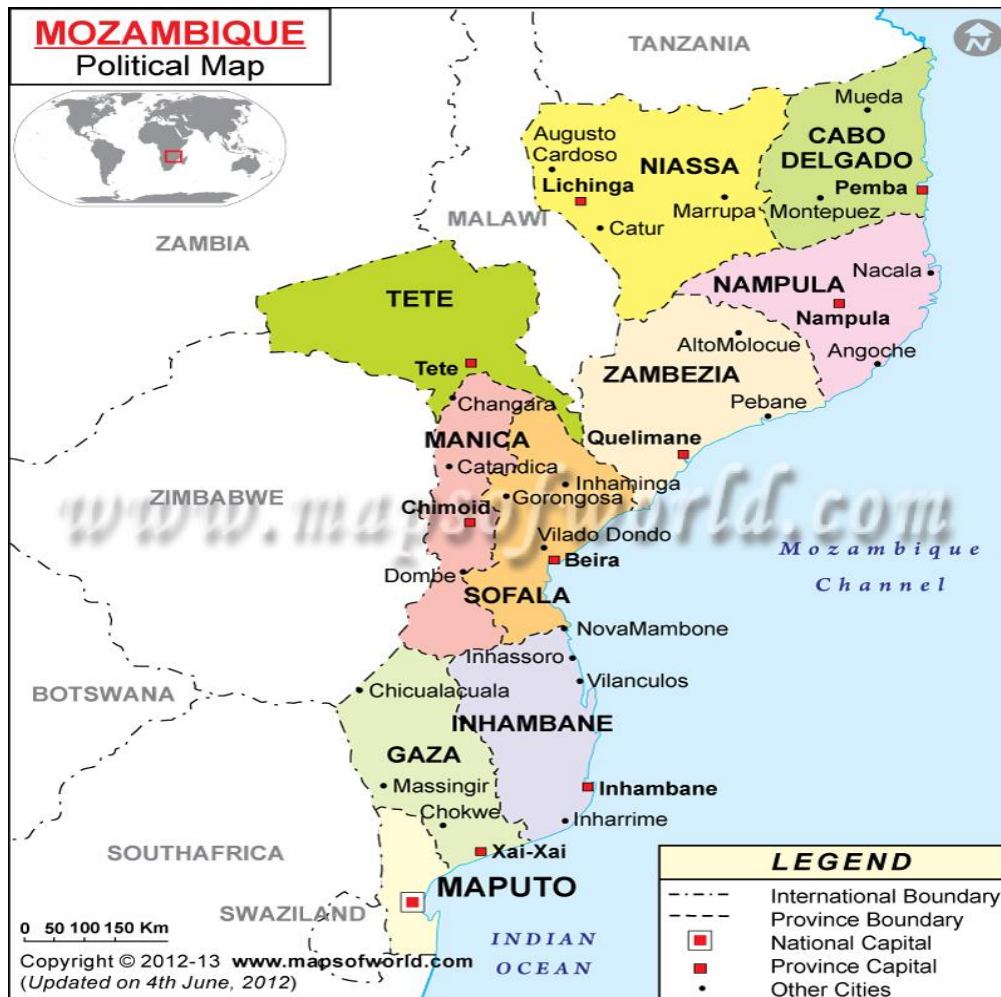 MOZAMBIQUE
Political Map
N
TANZANIA
Mueda
CABO
DELGADO
Augusto
Cardoso
NIASSA
Lichinga
Pemba
Marrupa
Montepuez
MALAWI
Catur
ZAMBIA
NAMPULA
Nacala
TETE
Nampula
AltoMolocue
Angoche
Tete
ZAMBEZIA
Changara
Pebane
MANICA
Quelimane
Catandica
Inhaminga
ZIMBABWE
Gorongosa
www.mapsofworld.com
Chimoid
Vilado Dondo
Beira
Mozambique
Channel
Dombe
SOFALA
NovaMambone
Inhassoro
Vilanculos
BOTSWANA
Chicualacuala
INHAMBANE
GAZA
Massingir
Inhambane
Chokwe
Inharrime
SOUTHAFRICA
Xai-Xai
MAPUTO
SWAZILAND
INDIAN
OCEAN
LEGEND
International Boundary
Province Boundary
National Capital
Province Capital
Other Cities
0 50 100 150 Km
Copyright © 2012-13 www.mapsofworld.com
(Updated on 4th June, 2012)